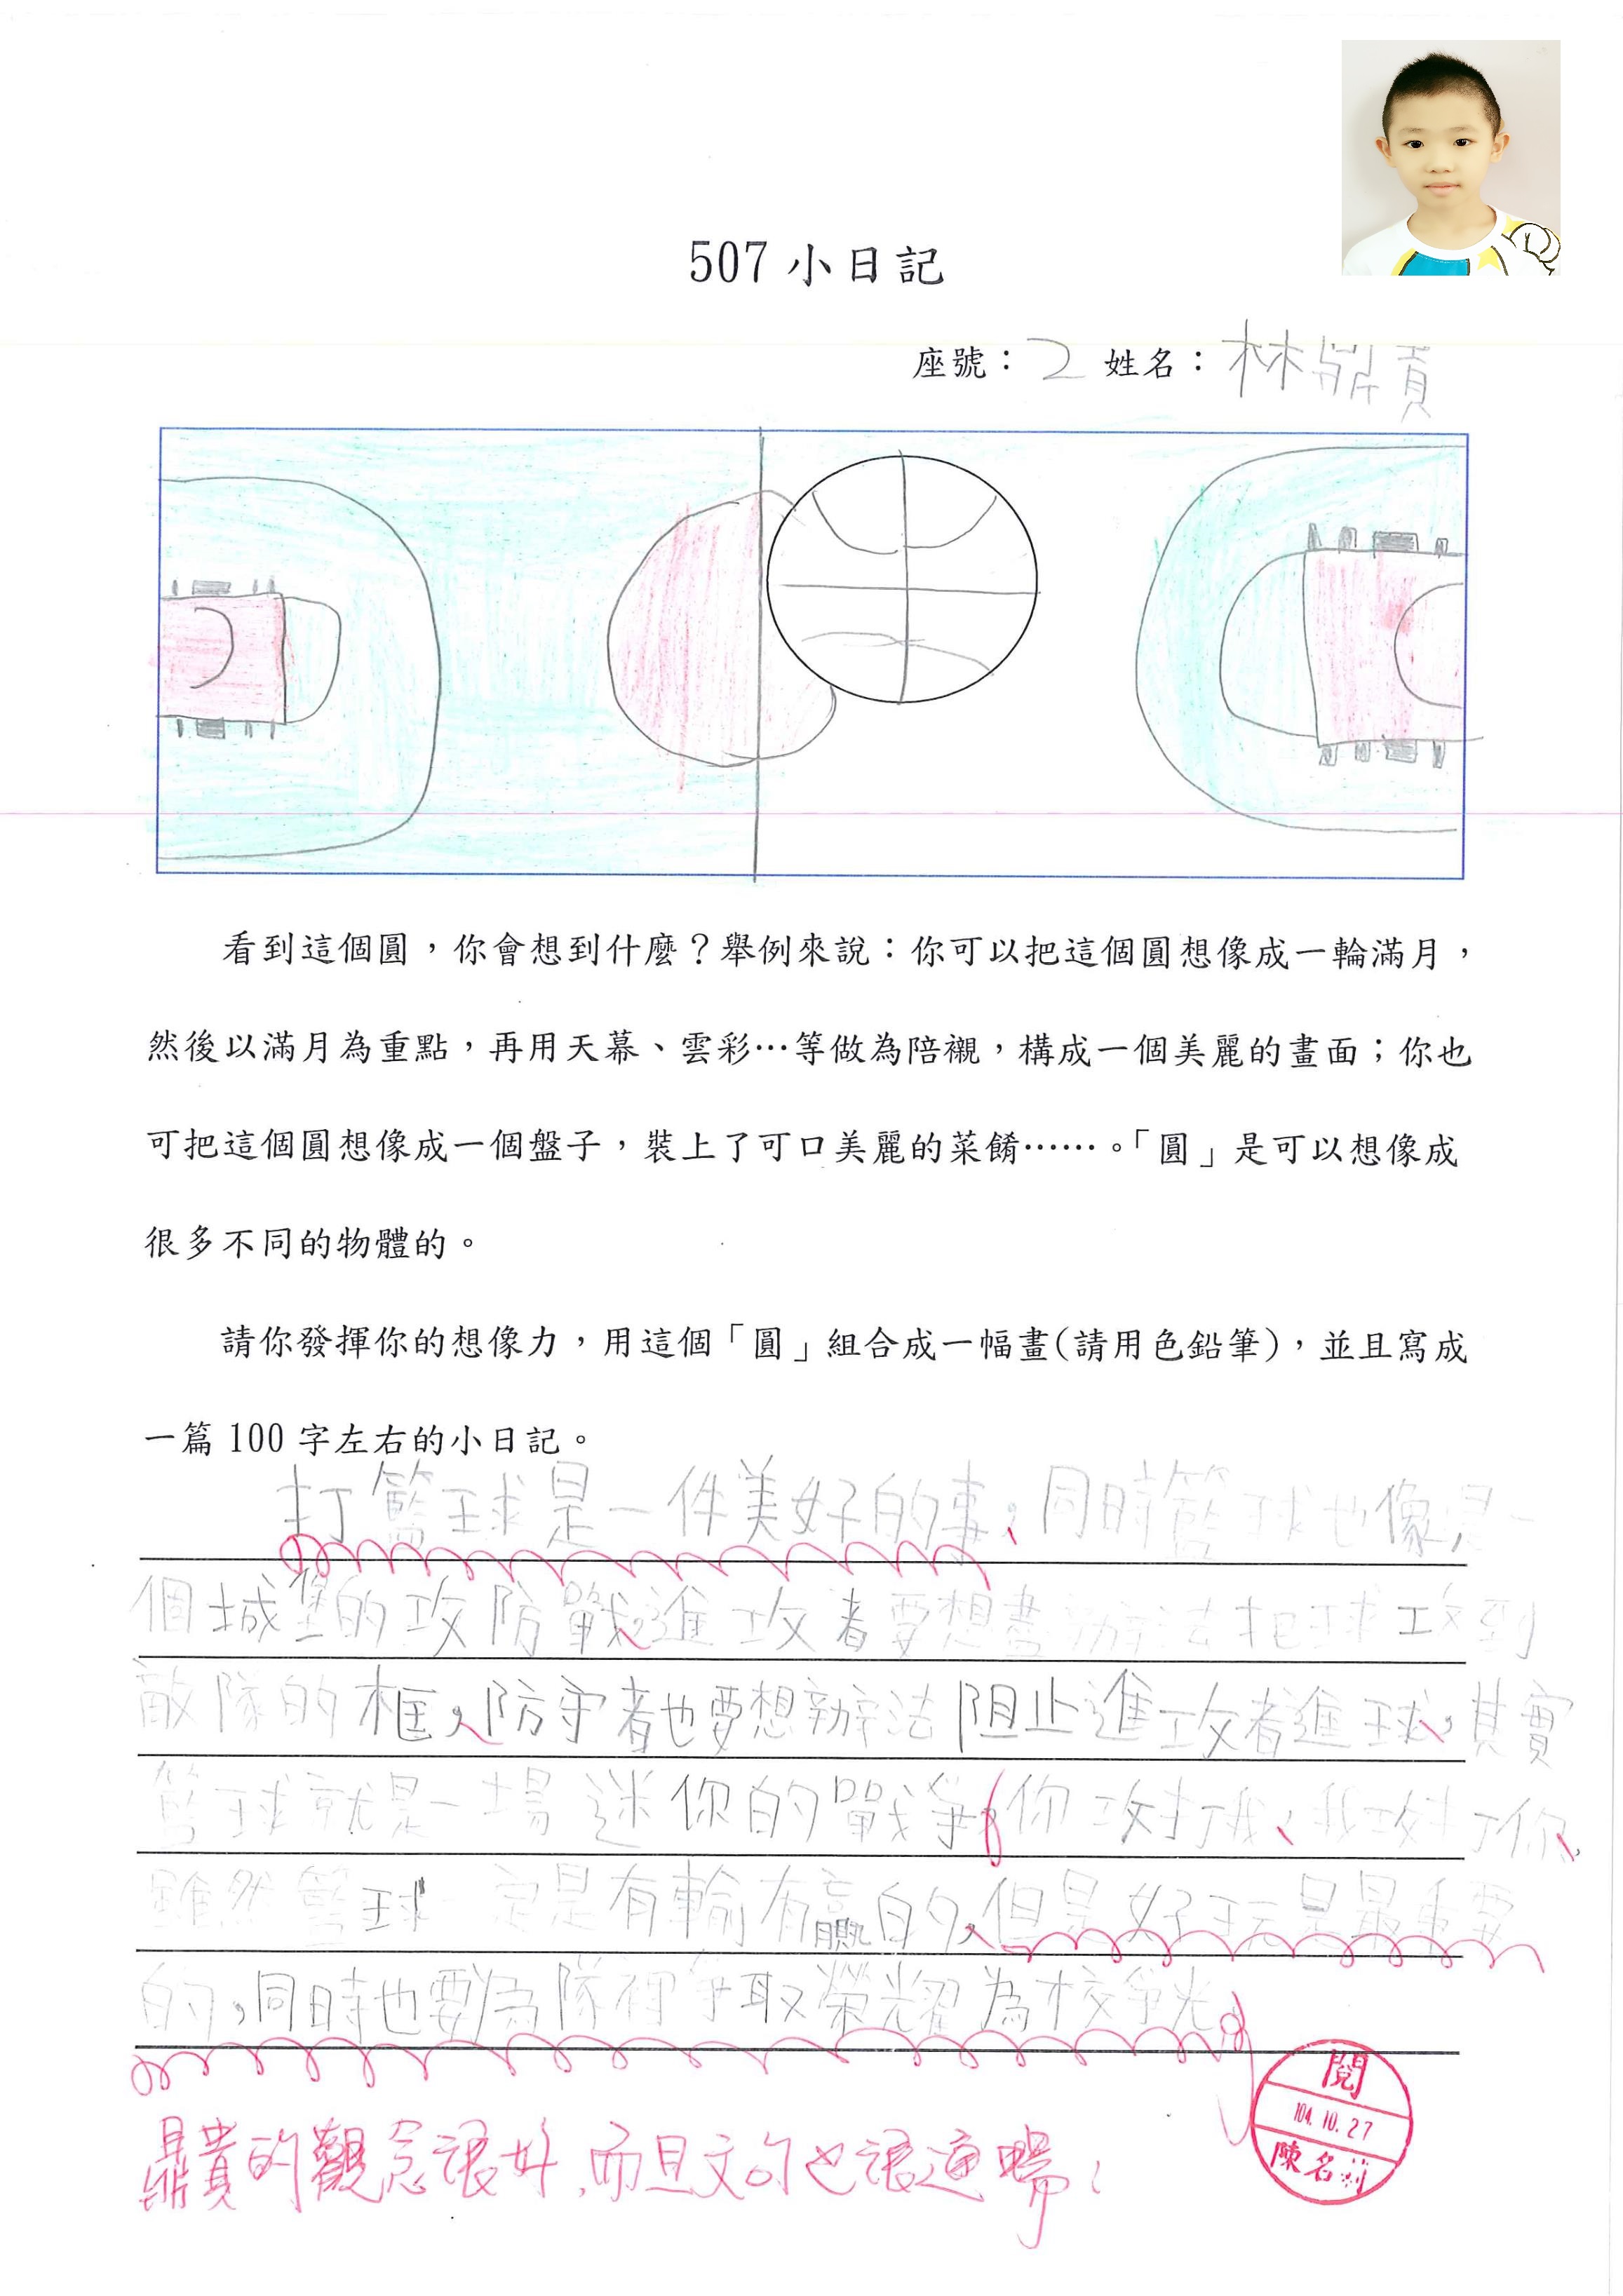 507 小日記
座號：2 姓名：林鼎貴
看到這個圓，你會想到什麼？舉例來說：你可以把這個圓想像成一輪滿月，
然後以滿月為重點，再用天幕、雲彩…等做為陪襯，構成一個美麗的畫面；你也
可把這個圓想像成一個盤子，裝上了可口美麗的菜餚……。「圓」是可以想像成
很多不同的物體的。
請你發揮你的想像力，用這個「圓」組合成一幅畫(請用色鉛筆)，並且寫成
一篇 100 字左右的小日記。
打籃球是一件美好的事，同時籃球也像是一
個城堡的攻防戰，進攻者要想盡辦法把球攻到
敵隊的框，防守者也要想辦法阻止進攻者進球，其實
籃球就是一場迷你的戰爭，你攻打我，我攻打你，
雖然籃球一定是有輸有贏的，但是好玩是最重要
的，同時也要為隊裡爭取榮耀為校爭光。
鼎貴的觀念很好，而且文句也很通暢！
閱
104.10.27
陳名